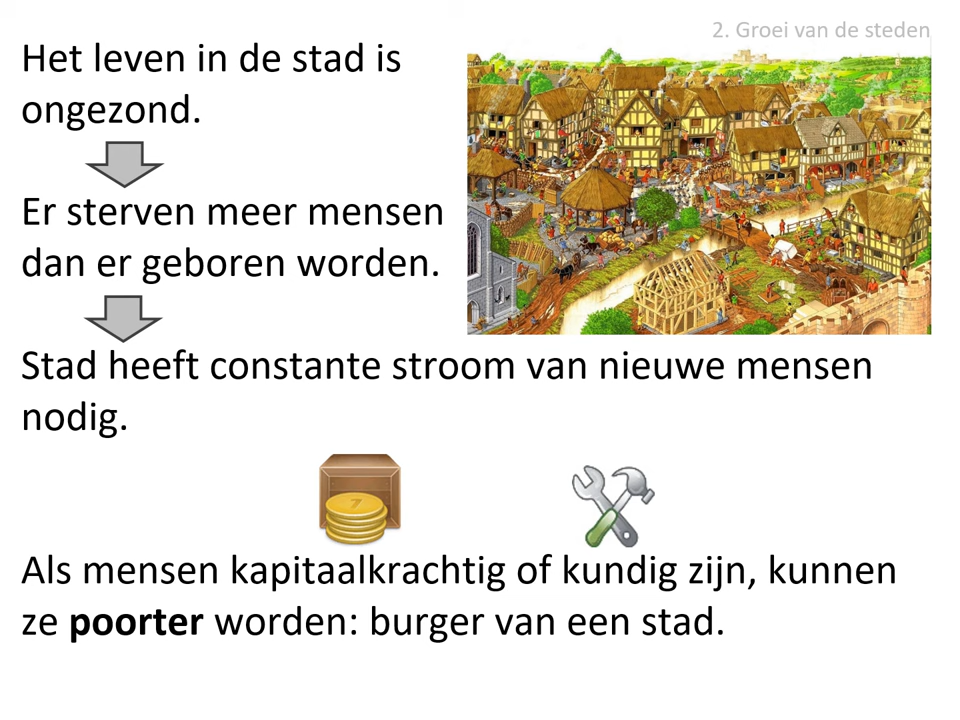 2. Groei van de steden
Het leven in de stad is
ongezond.
Er sterven meer mensen
dan er geboren worden.
Stad heeft constante stroom van nieuwe mensen
nodig.
Als mensen kapitaalkrachtig of kundig zijn, kunnen
ze poorter worden: burger van een stad.